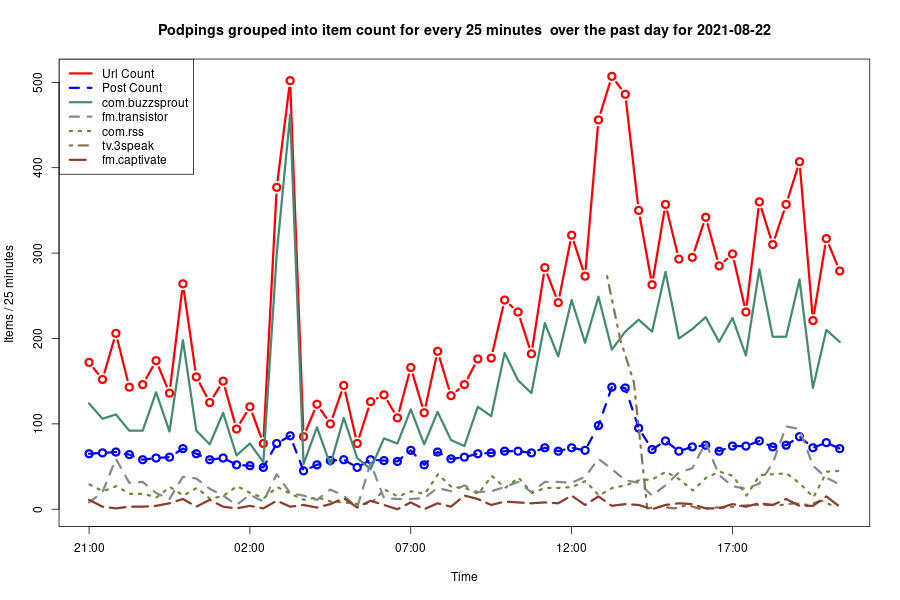 Podpings grouped into item count for every 25 minutes  over the past day for 2021-08-22
Url Count
Post Count
com.buzzsprout
fm.transistor
com.rss
tv.3speak
fm.captivate
Items / 25 minutes
500
400
300
200
100
0
21:00 02:00 07:00 12:00 17:00
Time